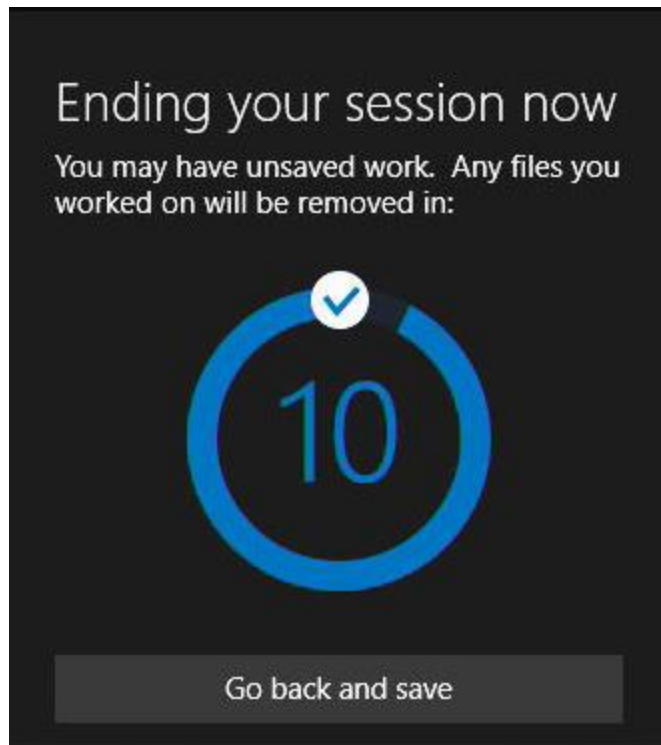 Ending your session now
You may have unsaved work.  Any files you
worked on will be removed in:
10
Go back and save